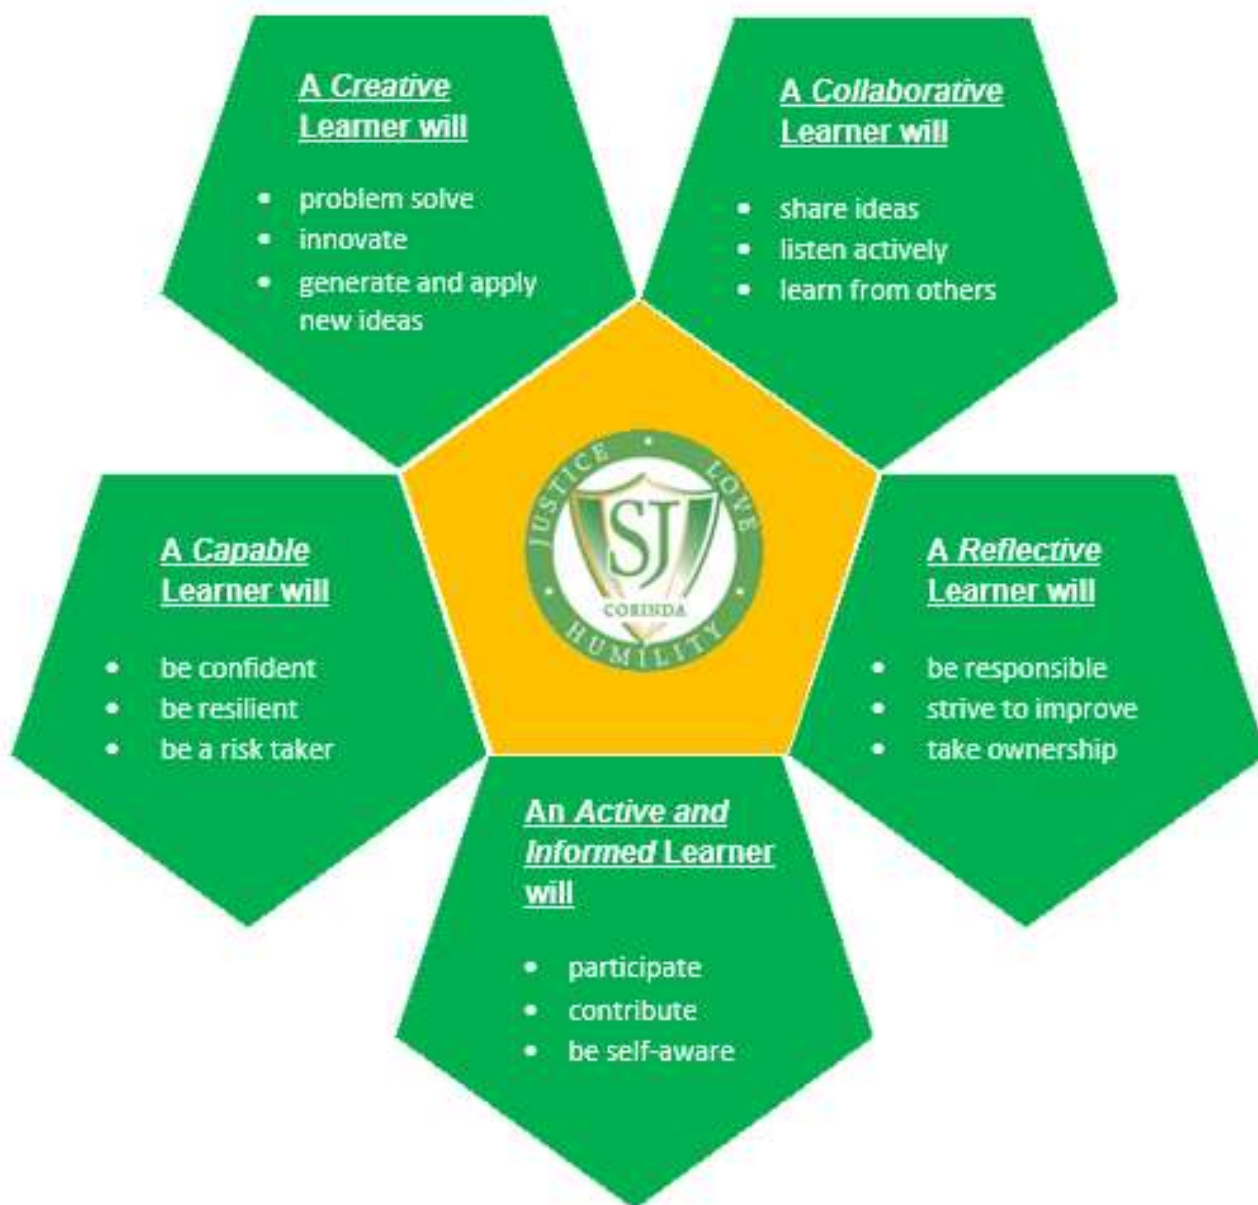 A Creative
Learner will
• problem solve
• innovate
• generate and apply
new ideas
A Collaborative
Learner will
• share ideas
• listen actively
• learn from others
JUSTICE • LOVE • HUMILITY •
SJ
CORINDA
A Capable
Learner will
• be confident
• be resilient
• be a risk taker
A Reflective
Learner will
• be responsible
• strive to improve
• take ownership
An Active and
Informed Learner
will
• participate
• contribute
• be self-aware